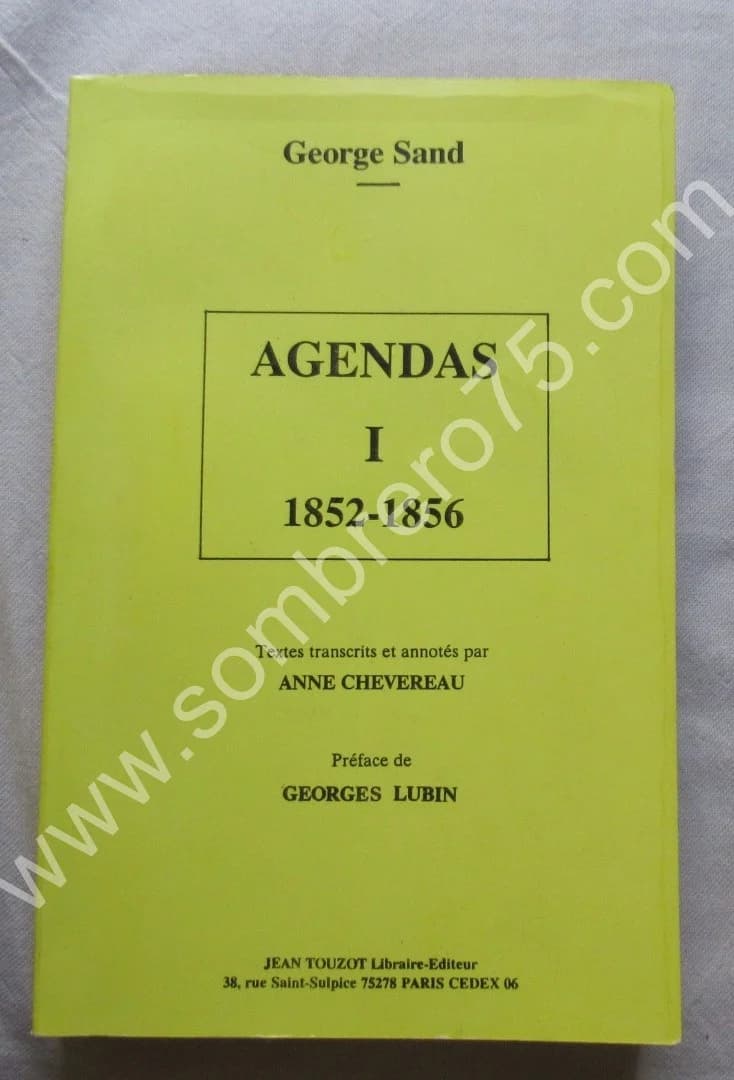 George Sand
AGENDAS
I
1852-1856
Textes transcrits et annotés par
ANNE CHEVEREAU
Préface de
GEORGES LUBIN
JEAN TOUZOT Libraire-Editeur
38, rue Saint-Sulpice 75278 PARIS CEDEX 06
www.sombrero75.com